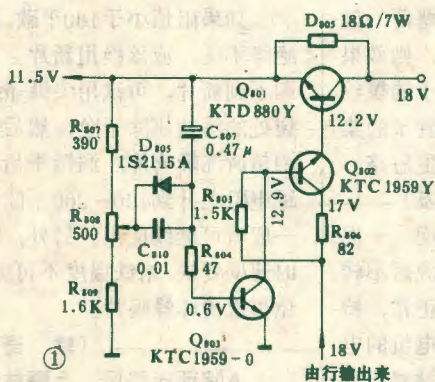 D805 18Ω/7W
11.5V
Q801
KTD880Y
18V
12.2V
R807
390
D805
1S2115A
C807
0.47μ
Q802
KTC1959Y
R803
1.5K
12.9V
17V
R808
500
C810
0.01
R804
47
R806
82
R809
1.6K
0.6V
Q803
KTC1959-0
18V
①
由行输出来